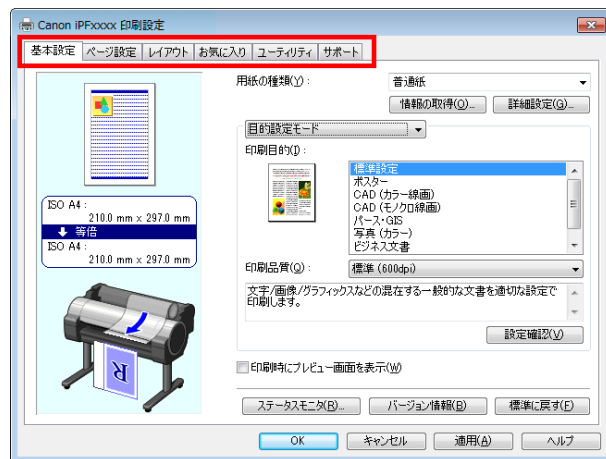 Canon iPFxxxx 印刷設定
基本設定 ページ設定 レイアウト お気に入り ユーティリティ サポート
用紙の種類(Y): 普通紙
情報の取得(O)... 詳細設定(G)...
目的設定モード
印刷目的(I):
標準設定
ポスター
CAD (カラー線画)
CAD (モノクロ線画)
パース・GIS
写真 (カラー)
ビジネス文書
ISO A4 :
210.0 mm x 297.0 mm
等倍
ISO A4 :
210.0 mm x 297.0 mm
印刷品質(Q): 標準 (600dpi)
文字/画像/グラフィックスなどの混在する一般的な文書を適切な設定で
印刷します。
設定確認(V)
R
印刷時にプレビュー画面を表示(W)
ステータスモニタ(R)... バージョン情報(B) 標準に戻す(F)
OK キャンセル 適用(A) ヘルプ